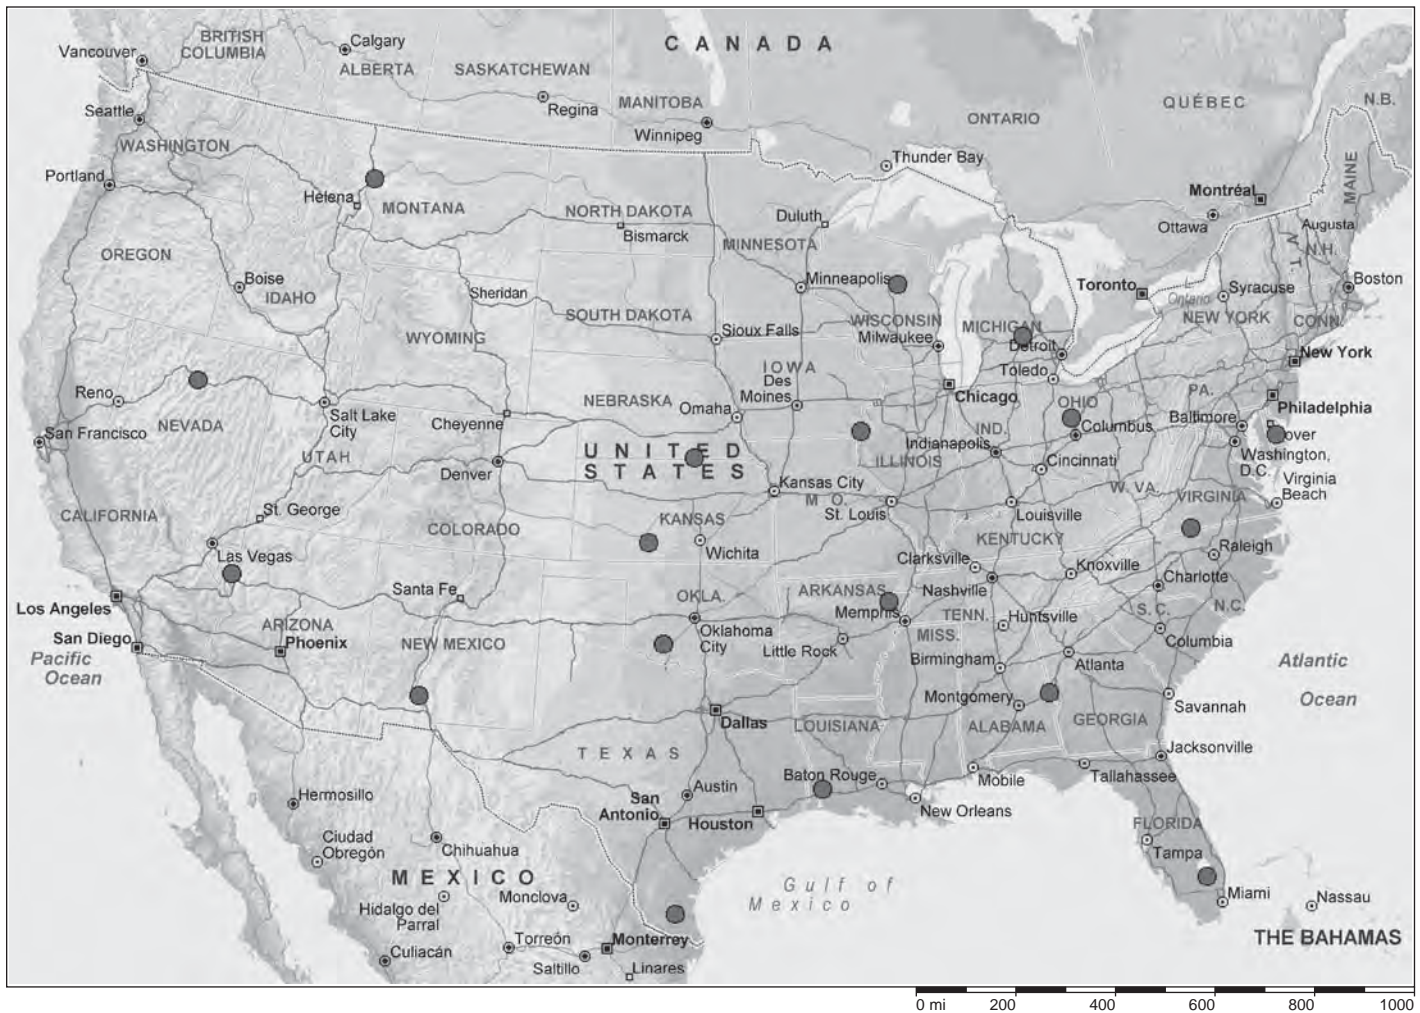 CANADA
BRITISH
COLUMBIA
Vancouver
Calgary
ALBERTA
SASKATCHEWAN
Regina
MANITOBA
Winnipeg
ONTARIO
QUÉBEC
N.B.
Seattle
WASHINGTON
Thunder Bay
MAINE
Portland
Helena
MONTANA
NORTH DAKOTA
Bismarck
Duluth
MINNESOTA
Montréal
Ottawa
Augusta
V.T.
N.H.
OREGON
Boise
IDAHO
Sheridan
Minneapolis
Toronto
Ontario
Syracuse
Boston
WYOMING
SOUTH DAKOTA
Sioux Falls
WISCONSIN
Milwaukee
MICHIGAN
Detroit
NEW YORK
CONN.
New York
Reno
NEVADA
Salt Lake
City
Cheyenne
NEBRASKA
Omaha
IOWA
Des
Moines
Chicago
Toledo
OHIO
PA.
Philadelphia
San Francisco
UTAH
Denver
UNITED
STATES
ILLINOIS
IND.
Indianapolis
Columbus
Cincinnati
Baltimore
over
Washington,
D.C.
Kansas City
MO.
St. Louis
Louisville
W. VA.
VIRGINIA
Virginia
Beach
CALIFORNIA
St. George
COLORADO
KANSAS
Wichita
KENTUCKY
Raleigh
Las Vegas
Clarksville
Nashville
Knoxville
Charlotte
Los Angeles
Santa Fe
OKLA.
ARKANSAS
Memphis
TENN.
Huntsville
S.C.
N.C.
San Diego
ARIZONA
Phoenix
NEW MEXICO
Oklahoma
City
Little Rock
MISS.
Birmingham
Atlanta
Columbia
Pacific
Ocean
Atlantic
Ocean
Dallas
LOUISIANA
Montgomery
ALABAMA
GEORGIA
Savannah
TEXAS
Jacksonville
Hermosillo
Austin
San
Antonio
Houston
Baton Rouge
New Orleans
Mobile
Tallahassee
Ciudad
Obregón
Chihuahua
FLORIDA
Tampa
MEXICO
Hidalgo del
Parral
Monclova
Gulf of
Mexico
Miami
Nassau
Culiacán
Torreón
Saltillo
Monterrey
Linares
THE BAHAMAS
0 mi 200 400 600 800 1000